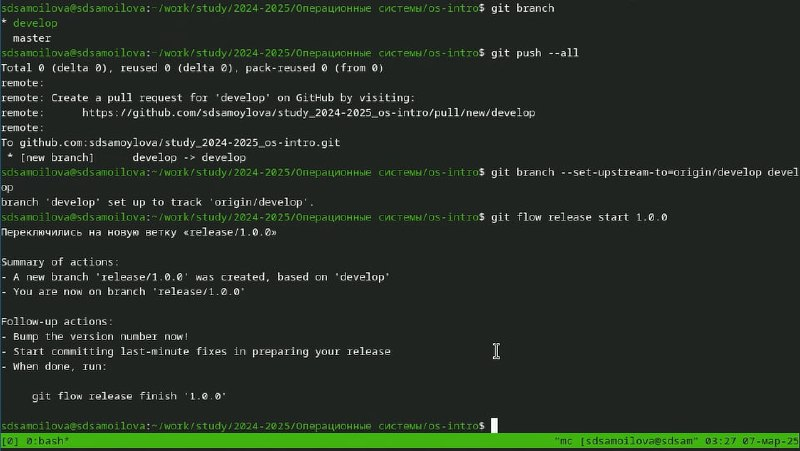 sdsamoilova@sdsamoilova:~/work/study/2024-2025/Операционные системы/os-intro$ git branch
* develop
  master
sdsamoilova@sdsamoilova:~/work/study/2024-2025/Операционные системы/os-intro$ git push --all
Total 0 (delta 0), reused 0 (delta 0), pack-reused 0 (from 0)
remote:
remote: Create a pull request for 'develop' on GitHub by visiting:
remote:      https://github.com/sdsamoylova/study_2024-2025_os-intro/pull/new/develop
remote:
To github.com:sdsamoylova/study_2024-2025_os-intro.git
 * [new branch]      develop -> develop
sdsamoilova@sdsamoilova:~/work/study/2024-2025/Операционные системы/os-intro$ git branch --set-upstream-to=origin/develop devel
op
branch 'develop' set up to track 'origin/develop'.
sdsamoilova@sdsamoilova:~/work/study/2024-2025/Операционные системы/os-intro$ git flow release start 1.0.0
Переключились на новую ветку «release/1.0.0»
Summary of actions:
- A new branch 'release/1.0.0' was created, based on 'develop'
- You are now on branch 'release/1.0.0'
Follow-up actions:
- Bump the version number now!
- Start committing last-minute fixes in preparing your release
- When done, run:
     git flow release finish '1.0.0'
sdsamoilova@sdsamoilova:~/work/study/2024-2025/Операционные системы/os-intro$
[0] 0:bash* "mc [sdsamoilova@sdsam" 03:27 07-мар-25